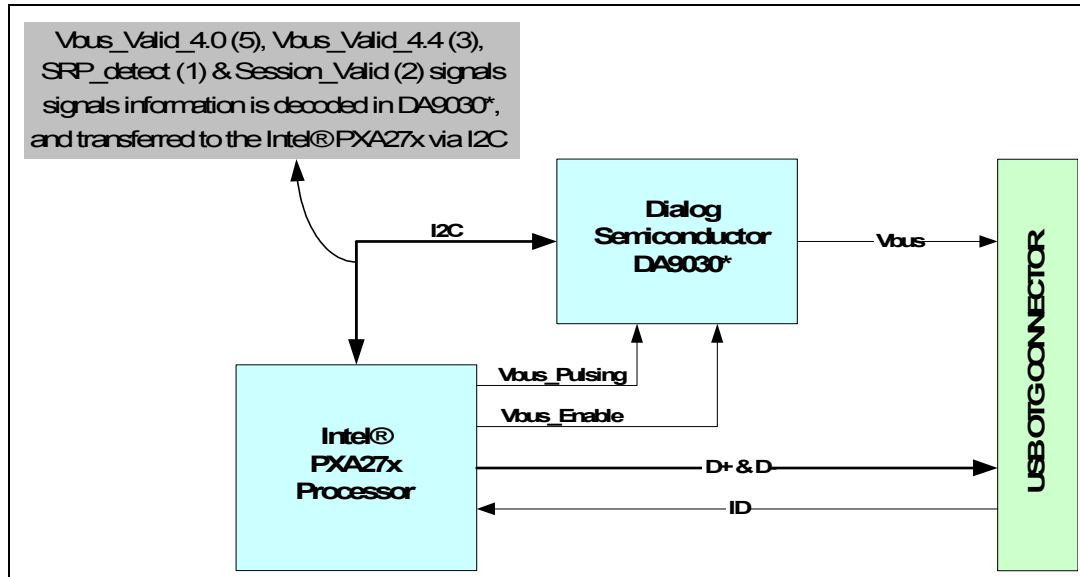 Vbus_Valid_4.0 (5), Vbus_Valid_4.4 (3),
SRP_detect (1) & Session_Valid (2) signals
signals information is decoded in DA9030*,
and transferred to the Intel® PXA27x via I2C
I2C
Dialog
Semiconductor
DA9030*
Vbus
USB OTG CONNECTOR
Vbus_Pulsing
Vbus_Enable
Intel®
PXA27x
Processor
D+ & D-
ID